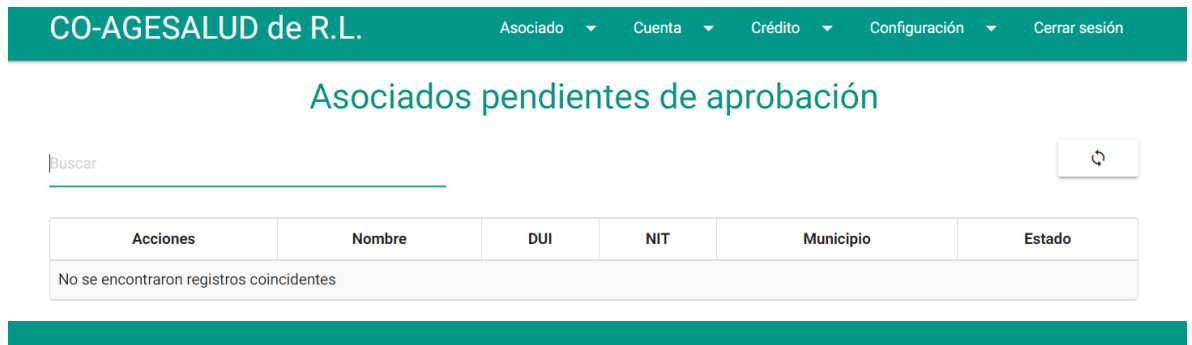 CO-AGESALUD de R.L. Asociado Cuenta Crédito Configuración Cerrar sesión
Asociados pendientes de aprobación
Buscar
Acciones Nombre DUI NIT Municipio Estado
No se encontraron registros coincidentes